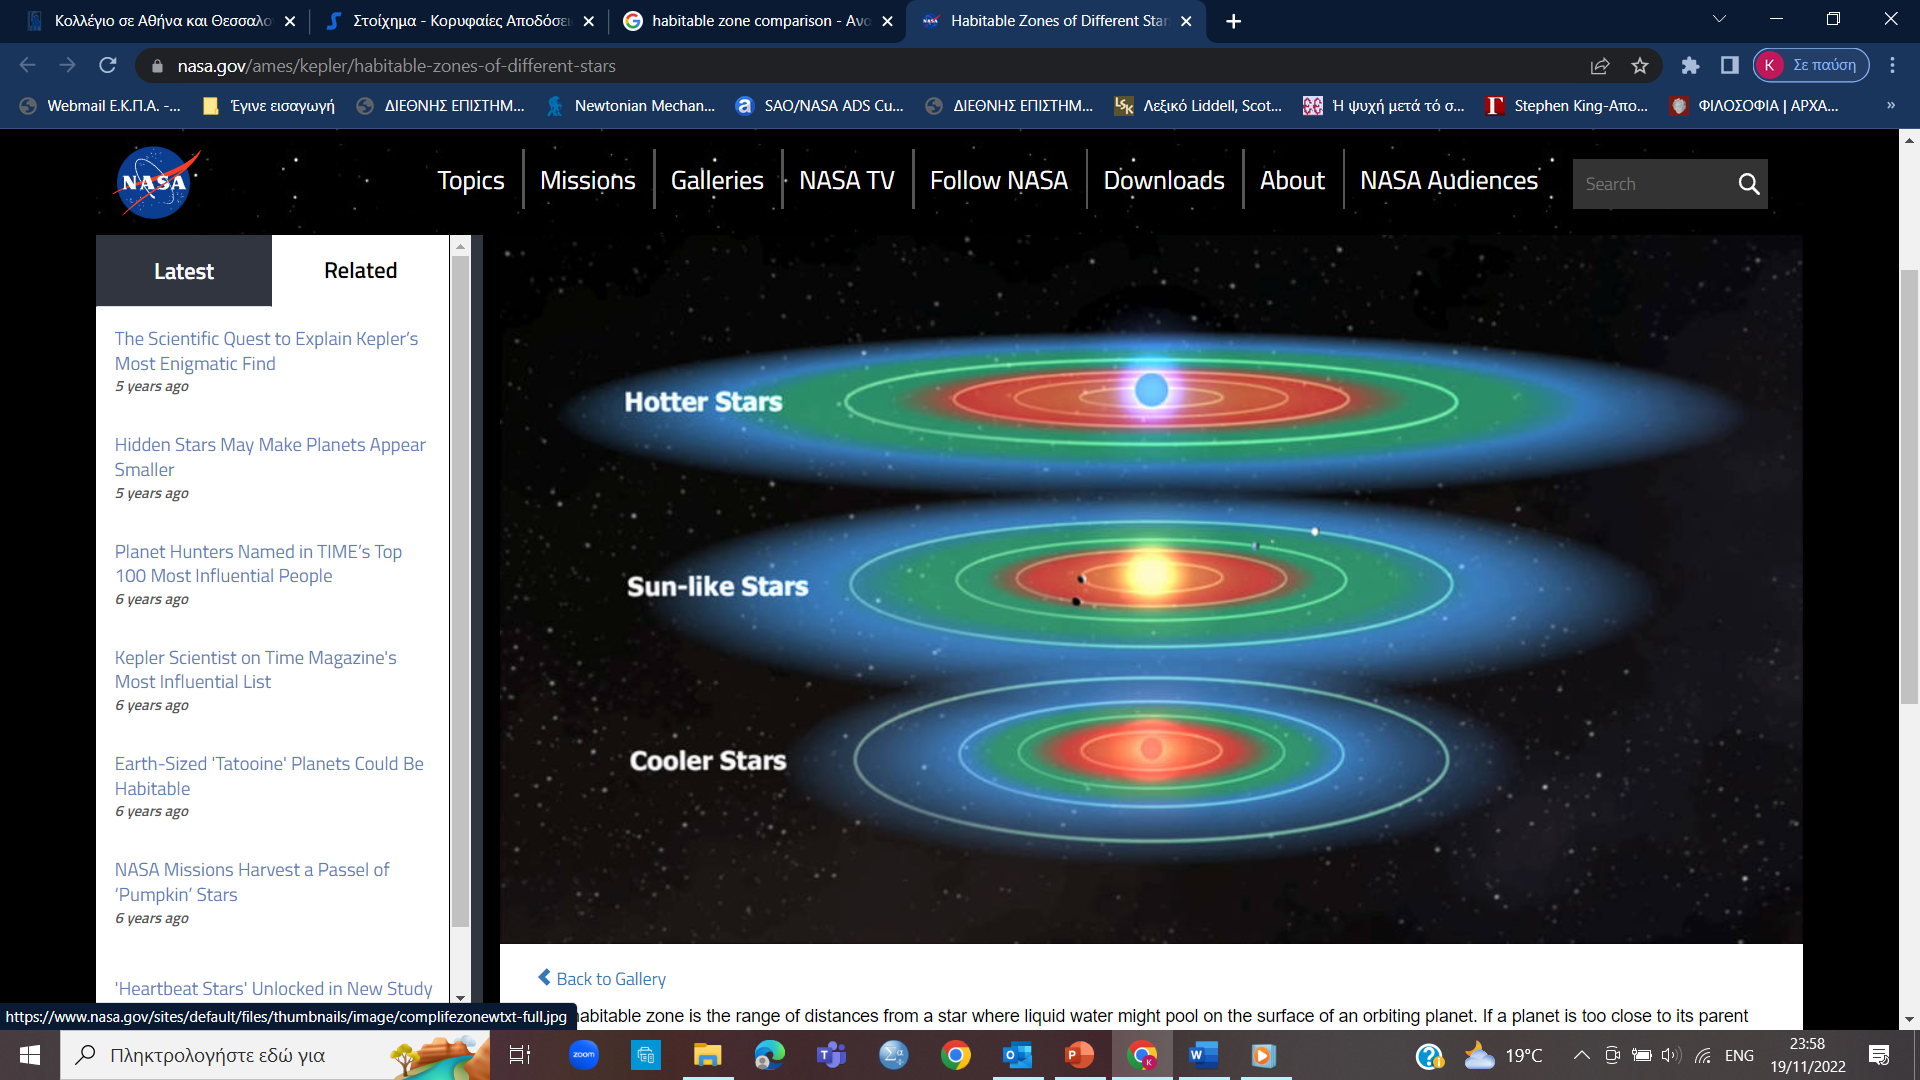 Κολλέγιο σε Αθήνα και Θεσσαλο
Στοίχημα - Κορυφαίες Αποδόσει
habitable zone comparison - Ανα
Habitable Zones of Different Star
nasa.gov/ames/kepler/habitable-zones-of-different-stars
K Σε παύση
Webmail Ε.Κ.Π.Α. -...
Έγινε εισαγωγή
ΔΙΕΘΝΗΣ ΕΠΙΣΤΗΜ...
Newtonian Mechan...
SAO/NASA ADS Cu...
ΔΙΕΘΝΗΣ ΕΠΙΣΤΗΜ...
Λεξικό Liddell, Scot...
Ἡ ψυχή μετά τό σ...
Stephen King-Απο...
ΦΙΛΟΣΟΦΙΑ | ΑΡΧΑ...
»
NASA
Topics
Missions
Galleries
NASA TV
Follow NASA
Downloads
About
NASA Audiences
Search
Latest
Related
The Scientific Quest to Explain Kepler’s
Most Enigmatic Find
5 years ago
Hidden Stars May Make Planets Appear
Smaller
5 years ago
Planet Hunters Named in TIME’s Top
100 Most Influential People
6 years ago
Kepler Scientist on Time Magazine's
Most Influential List
6 years ago
Earth-Sized 'Tatooine' Planets Could Be
Habitable
6 years ago
NASA Missions Harvest a Passel of
‘Pumpkin’ Stars
6 years ago
'Heartbeat Stars' Unlocked in New Study
Hotter Stars
Sun-like Stars
Cooler Stars
Back to Gallery
habitable zone is the range of distances from a star where liquid water might pool on the surface of an orbiting planet. If a planet is too close to its parent
https://www.nasa.gov/sites/default/files/thumbnails/image/complifezonewtxt-full.jpg
Πληκτρολογήστε εδώ για
zoom
19°C
ENG
23:58
19/11/2022